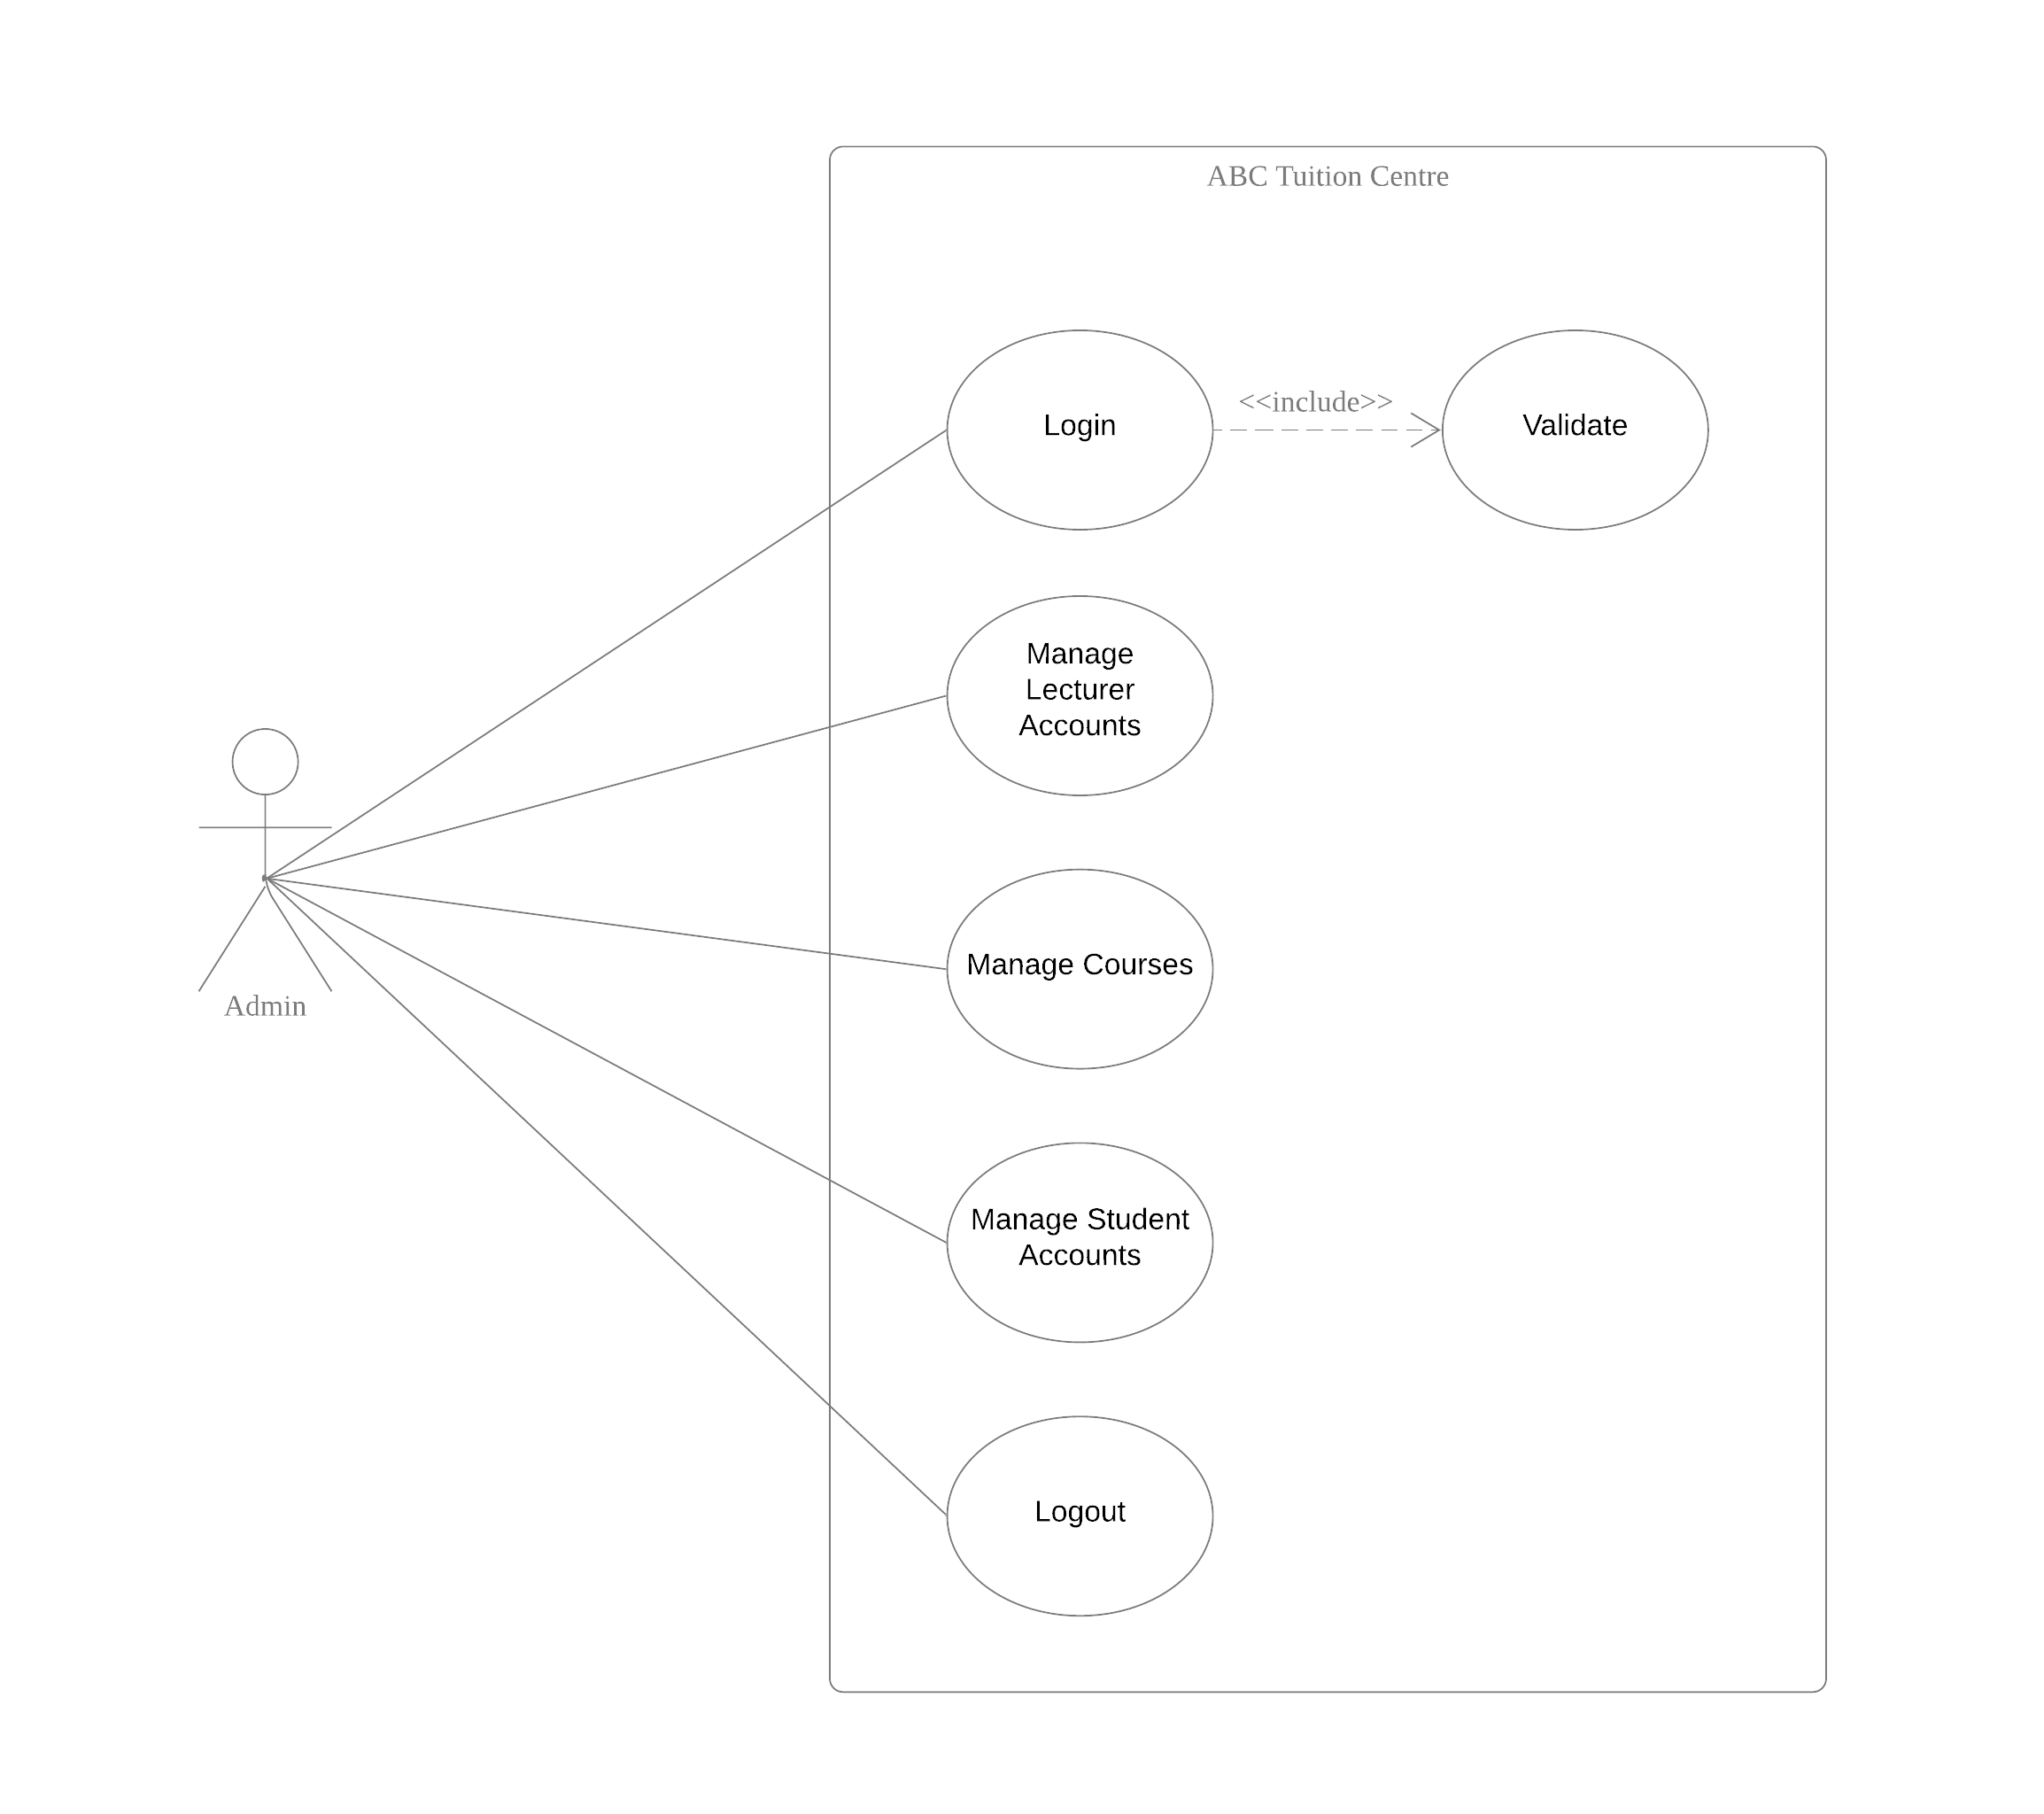 ABC Tuition Centre
Login
<<include>>
Validate
Manage
Lecturer
Accounts
Manage Courses
Admin
Manage Student
Accounts
Logout